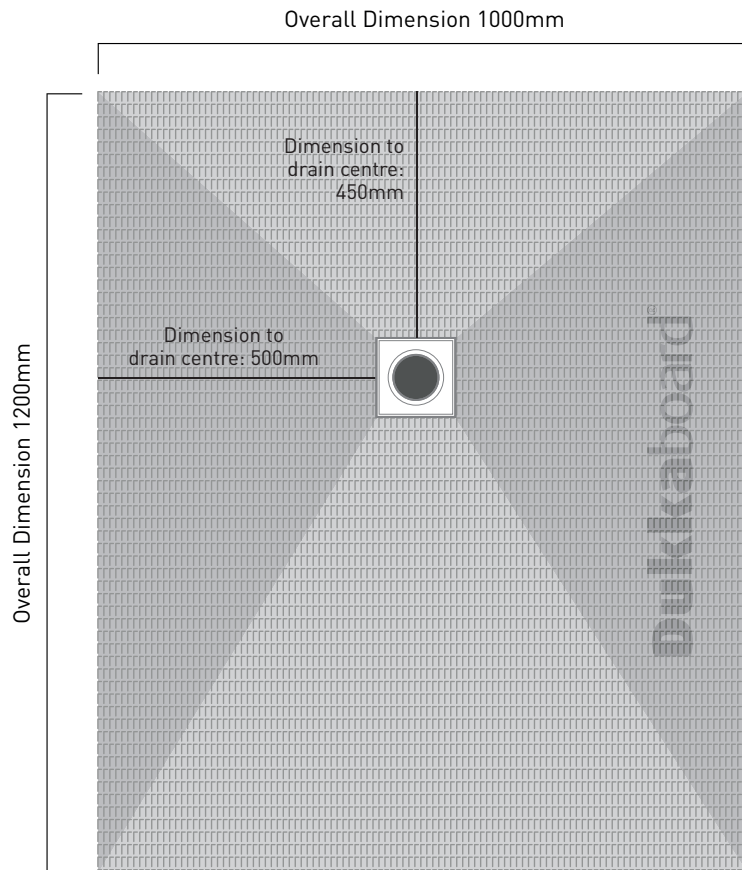 Overall Dimension 1000mm
Dimension to
drain centre:
450mm
Dimension to
drain centre: 500mm
Overall Dimension 1200mm
Dukkaboard®